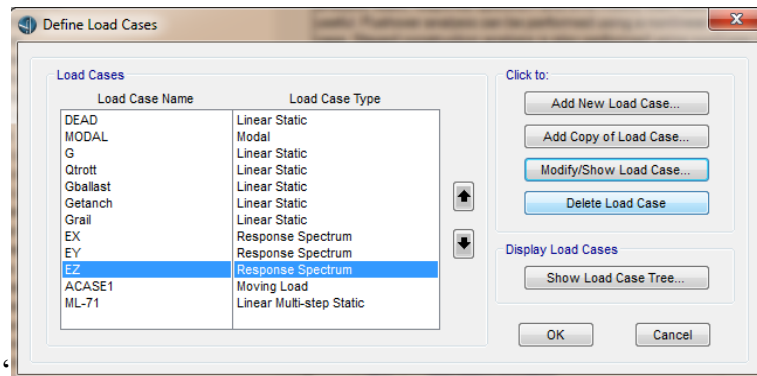 Define Load Cases
Load Cases
Load Case Name Load Case Type
DEAD Linear Static
MODAL Modal
G Linear Static
Qtrott Linear Static
Gballast Linear Static
Getanch Linear Static
Grail Linear Static
EX Response Spectrum
EY Response Spectrum
EZ Response Spectrum
ACASE1 Moving Load
ML-71 Linear Multi-step Static
Click to:
Add New Load Case...
Add Copy of Load Case...
Modify/Show Load Case...
Delete Load Case
Display Load Cases
Show Load Case Tree...
OK Cancel
‘